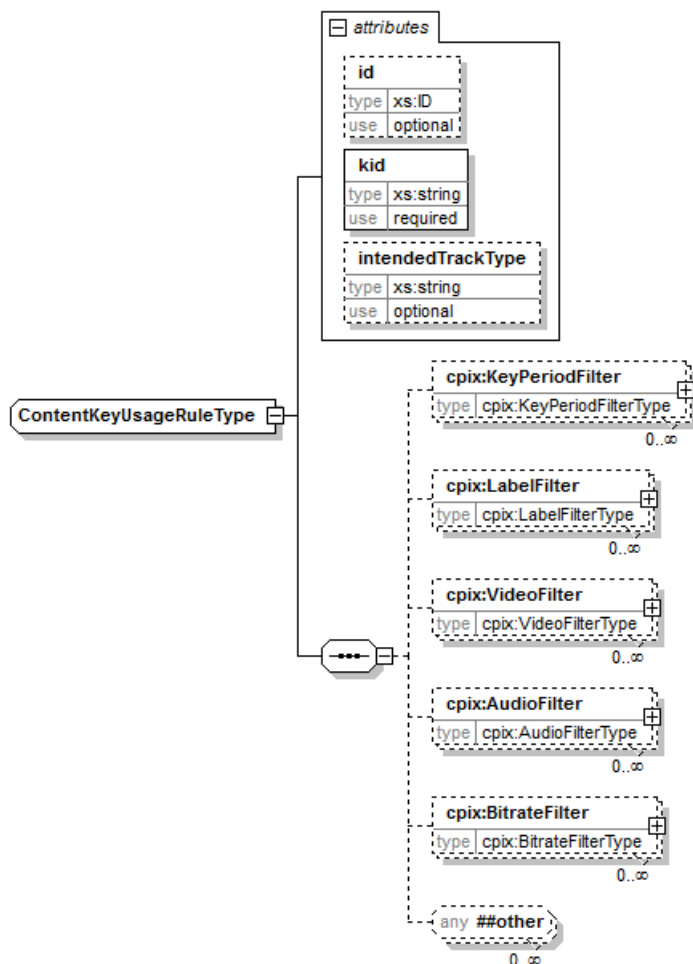 attributes
id
type xs:ID
use optional
kid
type xs:string
use required
intendedTrackType
type xs:string
use optional
ContentKeyUsageRuleType
cpix:KeyPeriodFilter
type cpix:KeyPeriodFilterType
0..∞
cpix:LabelFilter
type cpix:LabelFilterType
0..∞
cpix:VideoFilter
type cpix:VideoFilterType
0..∞
cpix:AudioFilter
type cpix:AudioFilterType
0..∞
cpix:BitrateFilter
type cpix:BitrateFilterType
0..∞
any ##other
0..∞